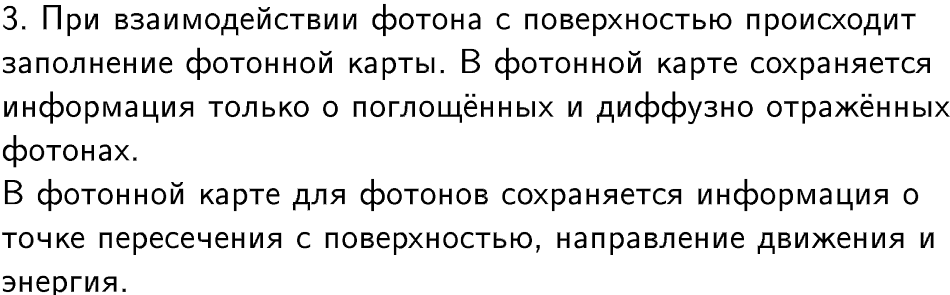 3. При взаимодействии фотона с поверхностью происходит
заполнение фотонной карты. В фотонной карте сохраняется
информация только о поглощённых и диффузно отражённых
фотонах.
В фотонной карте для фотонов сохраняется информация о
точке пересечения с поверхностью, направление движения и
энергия.